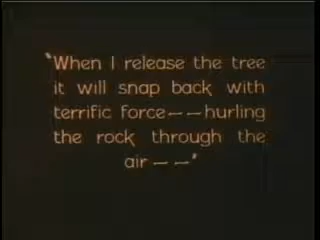 "When I release the tree
it will snap back with
terrific force——hurling
the rock through the
air——"